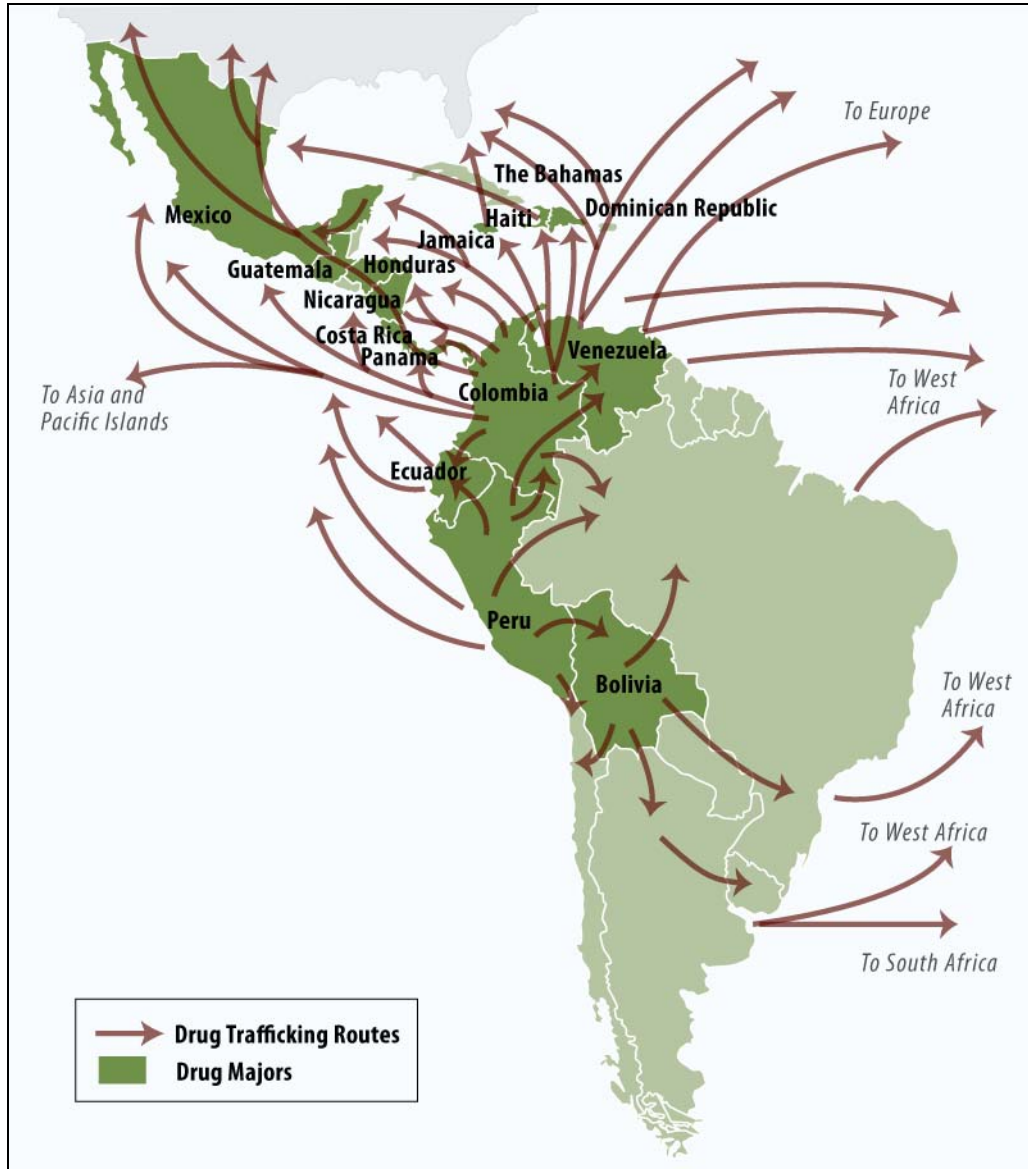 To Europe
The Bahamas
Dominican Republic
Haiti
Mexico
Jamaica
Guatemala
Honduras
Nicaragua
Costa Rica
Panama
Venezuela
To Asia and
Pacific Islands
Colombia
To West
Africa
Ecuador
Peru
Bolivia
To West
Africa
To West Africa
To South Africa
Drug Trafficking Routes
Drug Majors